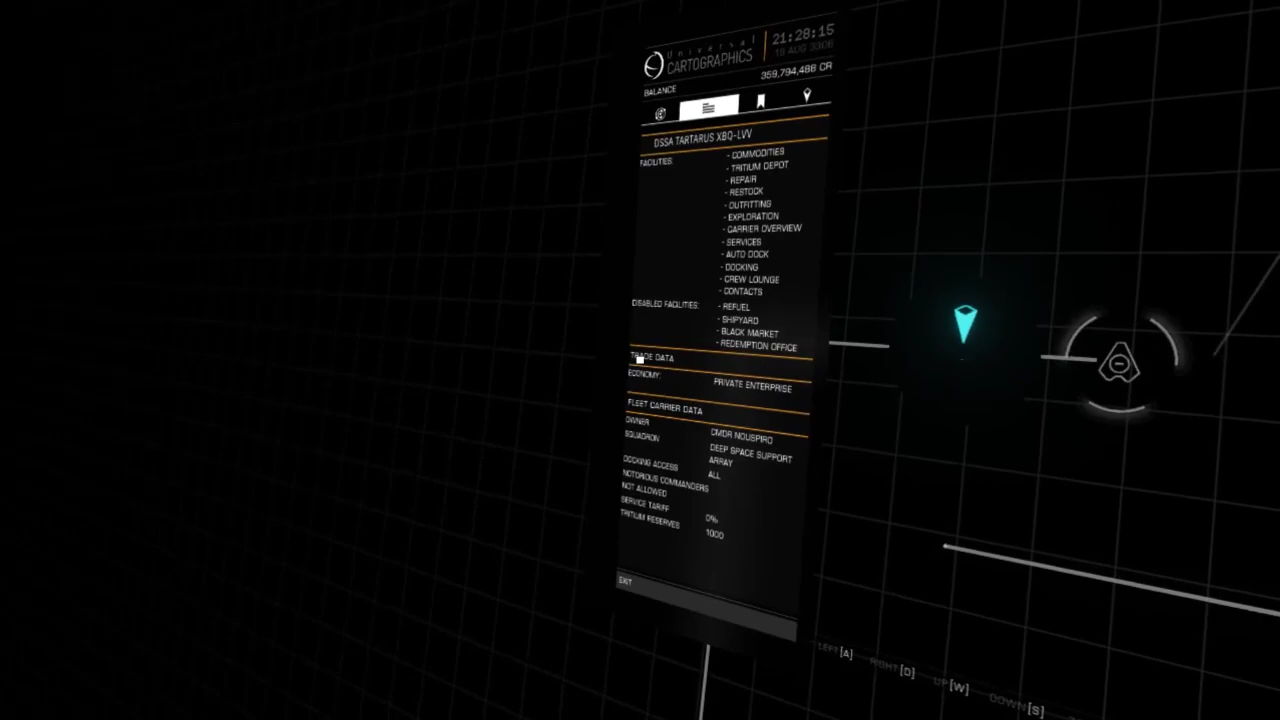 Universal
CARTOGRAPHICS
21:28:15
19 AUG 3306
BALANCE 359,794,488 CR
DSSA TARTARUS XBQ-LVV
FACILITIES: - COMMODITIES
- TRITIUM DEPOT
- REPAIR
- RESTOCK
- OUTFITTING
- EXPLORATION
- CARRIER OVERVIEW
- SERVICES
- AUTO DOCK
- DOCKING
- CREW LOUNGE
- CONTACTS
DISABLED FACILITIES: - REFUEL
- SHIPYARD
- BLACK MARKET
- REDEMPTION OFFICE
TRADE DATA
ECONOMY: PRIVATE ENTERPRISE
FLEET CARRIER DATA
OWNER CMDR NOUSPIRO
SQUADRON DEEP SPACE SUPPORT
ARRAY
DOCKING ACCESS ALL
NOTORIOUS COMMANDERS
NOT ALLOWED
SERVICE TARIFF 0%
TRITIUM RESERVES 1000
EXIT
LEFT [A] RIGHT [D] UP [W] DOWN [S]